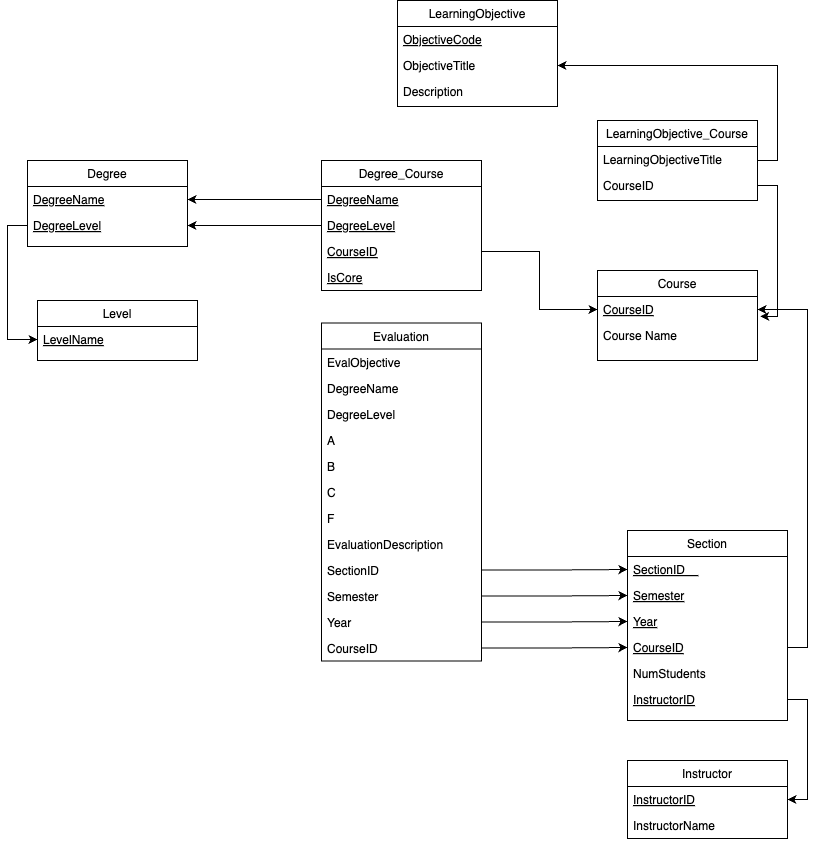 LearningObjective
ObjectiveCode
ObjectiveTitle
Description
LearningObjective_Course
LearningObjectiveTitle
CourseID
Degree
DegreeName
DegreeLevel
Degree_Course
DegreeName
DegreeLevel
CourseID
IsCore
Course
CourseID
Course Name
Level
LevelName
Evaluation
EvalObjective
DegreeName
DegreeLevel
A
B
C
F
EvaluationDescription
SectionID
Semester
Year
CourseID
Section
SectionID
Semester
Year
CourseID
NumStudents
InstructorID
Instructor
InstructorID
InstructorName